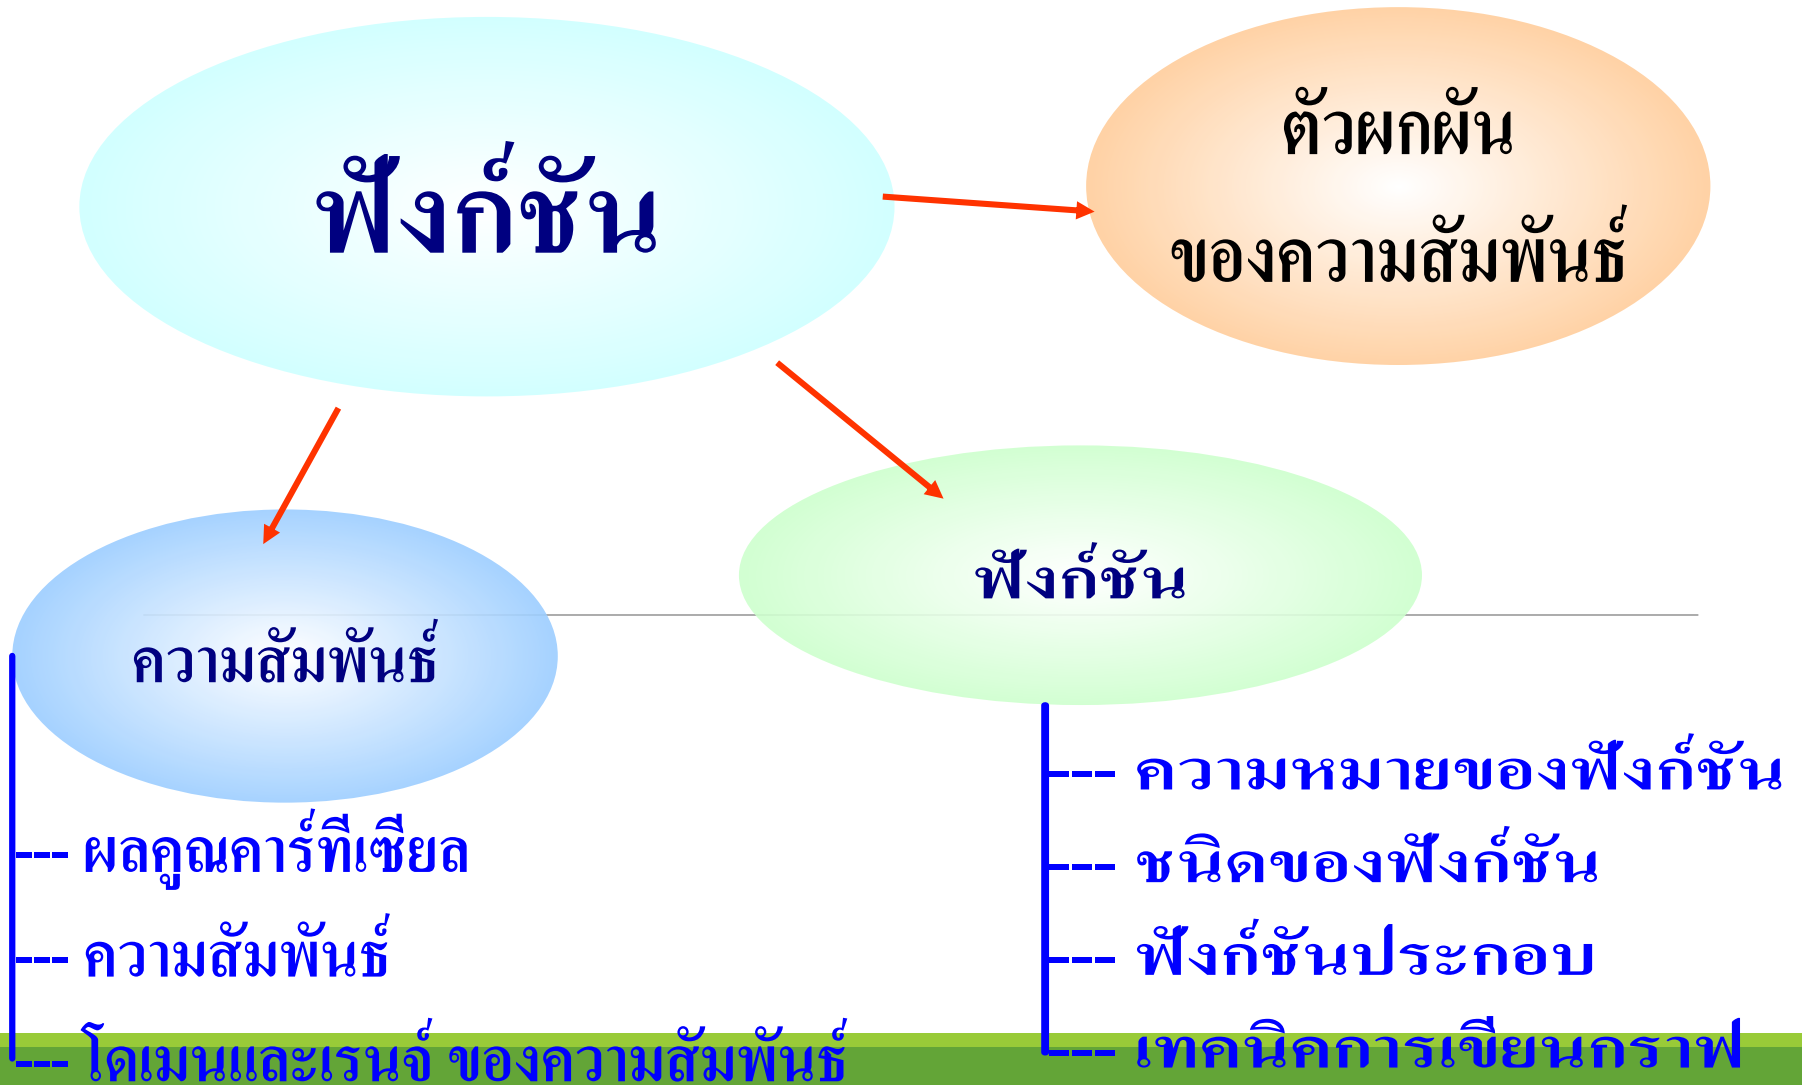 ฟังก์ชัน
ตัวผกผัน
ของความสัมพันธ์
ความสัมพันธ์
ผลคูณคาร์ทีเซียล
ความสัมพันธ์
โดเมนและเรนจ์ ของความสัมพันธ์
ฟังก์ชัน
ความหมายของฟังก์ชัน
ชนิดของฟังก์ชัน
ฟังก์ชันประกอบ
เทคนิคการเขียนกราฟ